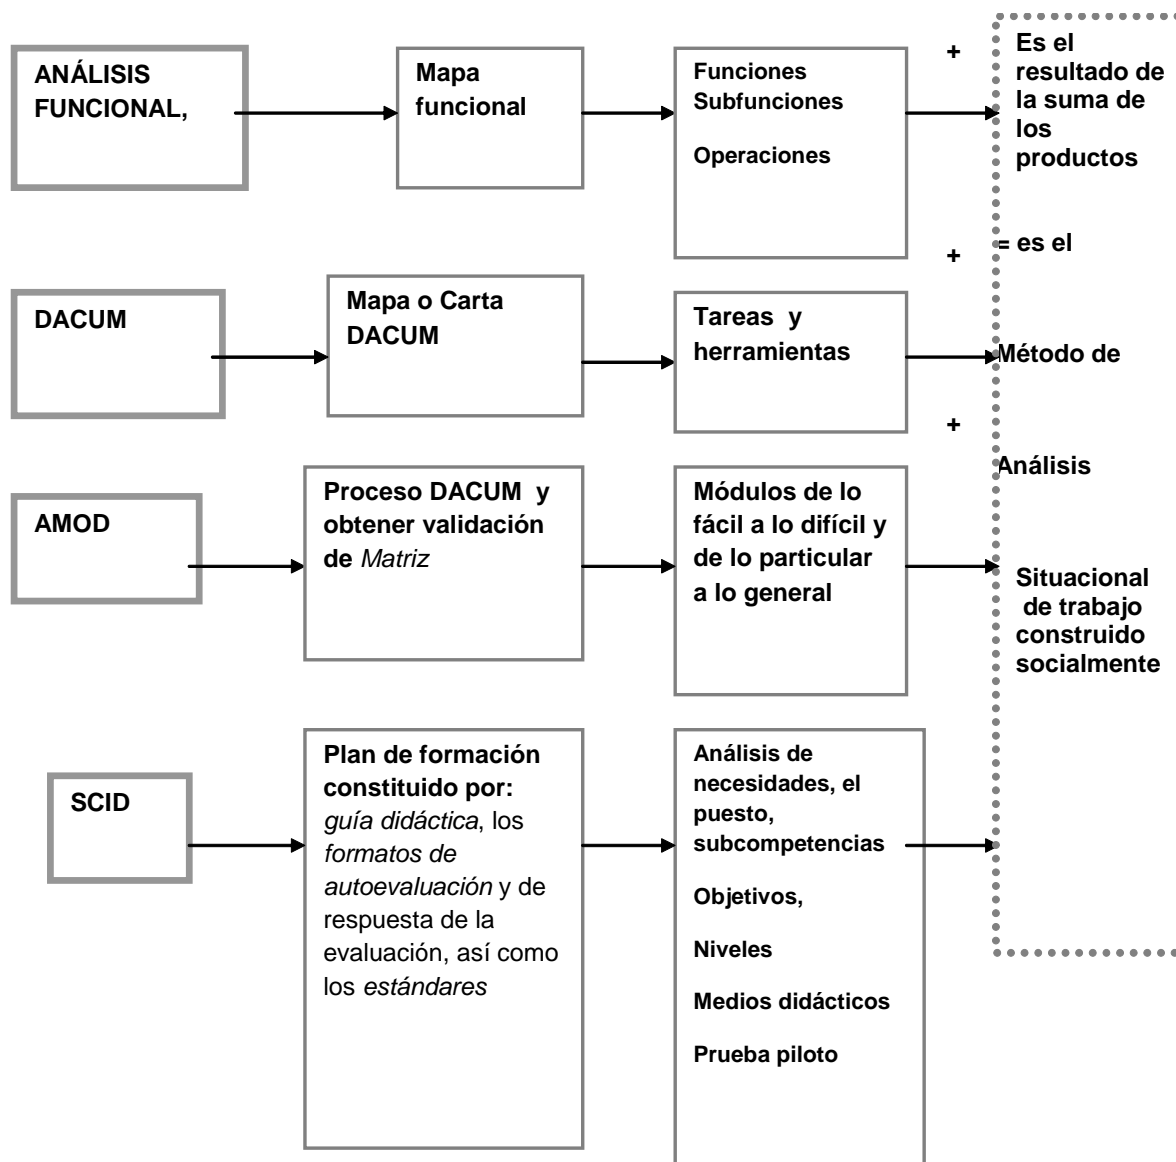 ANÁLISIS
FUNCIONAL,
Mapa
funcional
Funciones
Subfunciones
Operaciones
+
Es el
resultado de
la suma de
los
productos
DACUM
Mapa o Carta
DACUM
Tareas y
herramientas
+
= es el
Método de
+
AMOD
Proceso DACUM y
obtener validación
de Matriz
Módulos de lo
fácil a lo difícil y
de lo particular
a lo general
Análisis
Situacional
de trabajo
construido
socialmente
SCID
Plan de formación
constituido por:
guía didáctica, los
formatos de
autoevaluación y de
respuesta de la
evaluación, así como
los estándares
Análisis de
necesidades, el
puesto,
subcompetencias
Objetivos,
Niveles
Medios didácticos
Prueba piloto